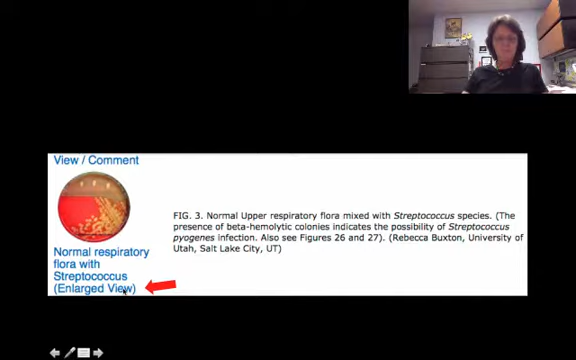 View / Comment
Normal respiratory
flora with
Streptococcus
(Enlarged View)
FIG. 3. Normal Upper respiratory flora mixed with Streptococcus species. (The
presence of beta-hemolytic colonies indicates the possibility of Streptococcus
pyogenes infection. Also see Figures 26 and 27). (Rebecca Buxton, University of
Utah, Salt Lake City, UT)